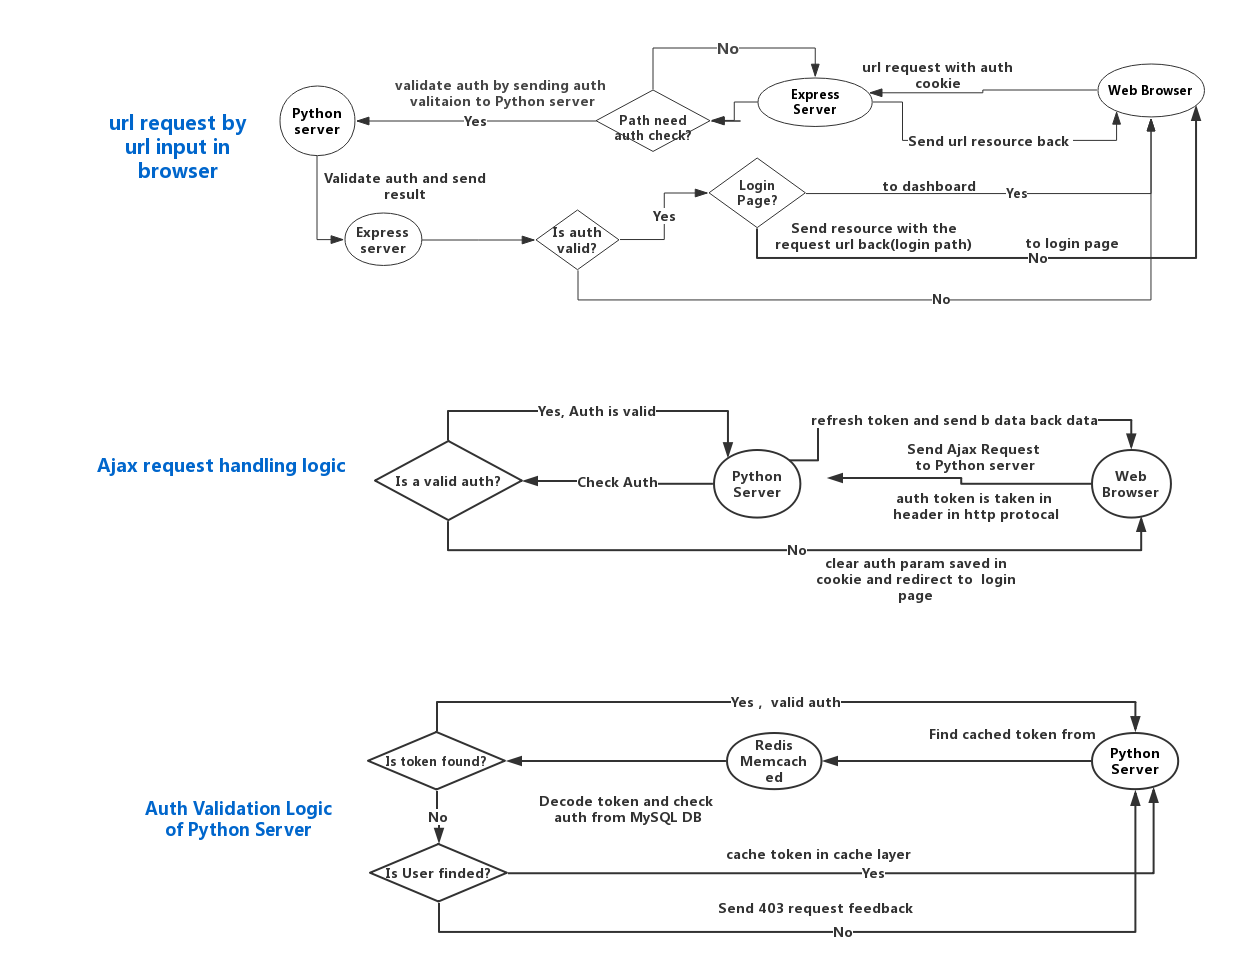 No
url request with auth
cookie
validate auth by sending auth
valitaion to Python server
Yes
Python
server
Path need
auth check?
Express
Server
Web Browser
Send url resource back
url request by
url input in
browser
Validate auth and send
result
Express
server
Is auth
valid?
Yes
Login
Page?
to dashboard
Yes
Send resource with the
request url back(login path)
to login page
No
No
Ajax request handling logic
Yes, Auth is valid
refresh token and send b data back data
Is a valid auth?
Check Auth
Python
Server
Send Ajax Request
to Python server
auth token is taken in
header in http protocal
Web
Browser
No
clear auth param saved in
cookie and redirect to  login
page
Auth Validation Logic
of Python Server
Yes ,  valid auth
Is token found?
Redis
Memcach
ed
Find cached token from
Python
Server
No
Decode token and check
auth from MySQL DB
Is User finded?
cache token in cache layer
Yes
Send 403 request feedback
No